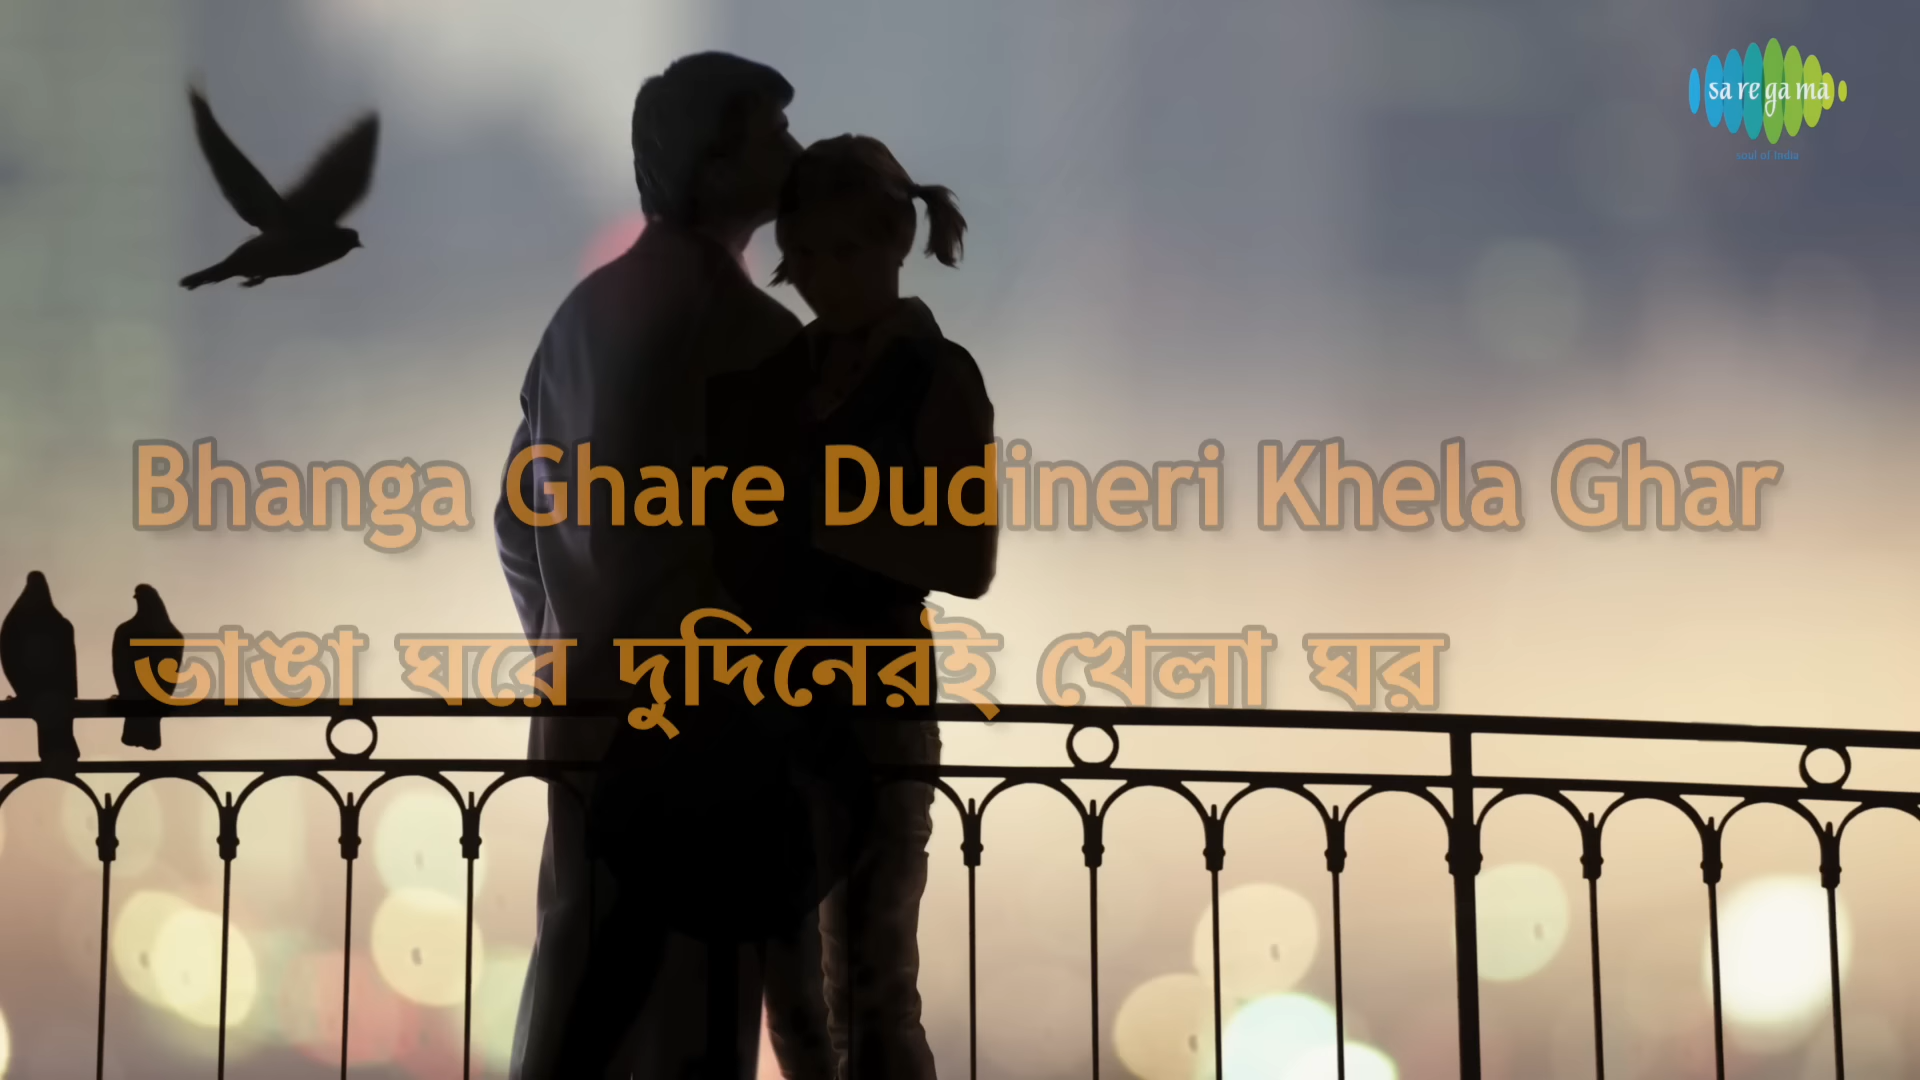 sa re ga ma
soul of India
Bhanga Ghare Dudineri Khela Ghar
ভাঙা ঘরে দুদিনেরই খেলা ঘর